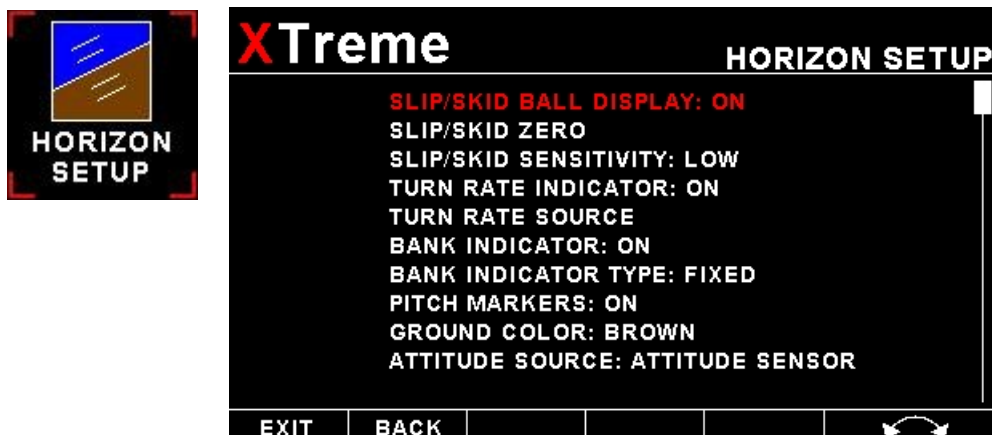 HORIZON
SETUP
XTreme
HORIZON SETUP
SLIP/SKID BALL DISPLAY: ON
SLIP/SKID ZERO
SLIP/SKID SENSITIVITY: LOW
TURN RATE INDICATOR: ON
TURN RATE SOURCE
BANK INDICATOR: ON
BANK INDICATOR TYPE: FIXED
PITCH MARKERS: ON
GROUND COLOR: BROWN
ATTITUDE SOURCE: ATTITUDE SENSOR
EXIT BACK